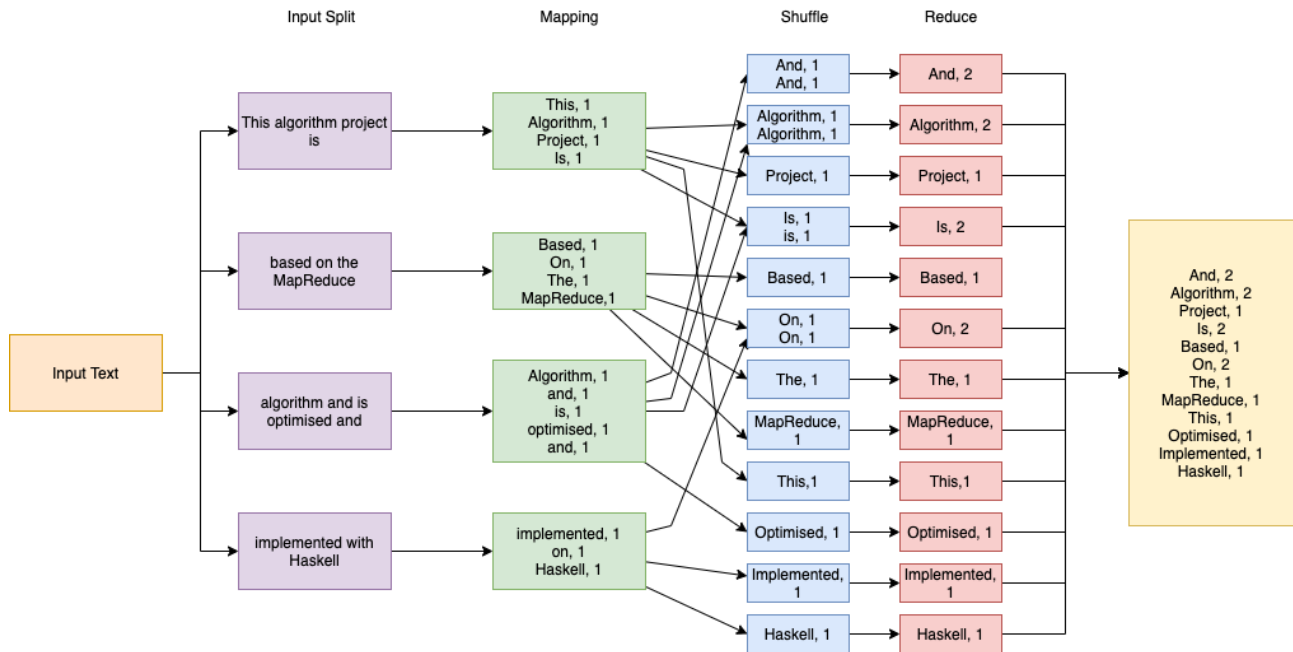 Input Split
Mapping
Shuffle
Reduce
Input Text
This algorithm project
is
based on the
MapReduce
algorithm and is
optimised and
implemented with
Haskell
This, 1
Algorithm, 1
Project, 1
Is, 1
Based, 1
On, 1
The, 1
MapReduce,1
Algorithm, 1
and, 1
is, 1
optimised, 1
and, 1
implemented, 1
on, 1
Haskell, 1
And, 1
And, 1
Algorithm, 1
Algorithm, 1
Project, 1
Is, 1
is, 1
Based, 1
On, 1
On, 1
The, 1
MapReduce,
1
This,1
Optimised, 1
Implemented,
1
Haskell, 1
And, 2
Algorithm, 2
Project, 1
Is, 2
Based, 1
On, 2
The, 1
MapReduce,
1
This,1
Optimised, 1
Implemented,
1
Haskell, 1
And, 2
Algorithm, 2
Project, 1
Is, 2
Based, 1
On, 2
The, 1
MapReduce, 1
This, 1
Optimised, 1
Implemented, 1
Haskell, 1